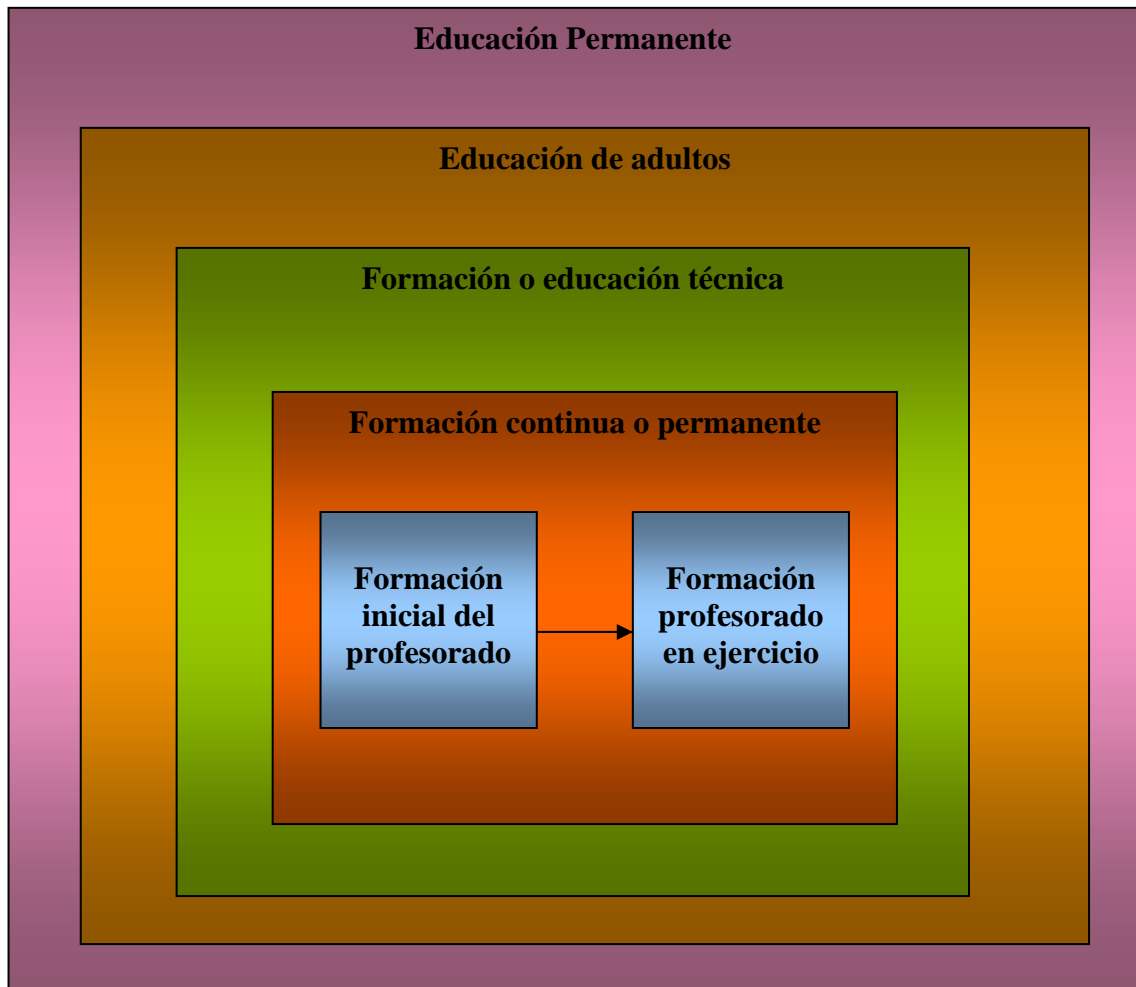 Educación Permanente
Educación de adultos
Formación o educación técnica
Formación continua o permanente
Formación
inicial del
profesorado
Formación
profesorado
en ejercicio